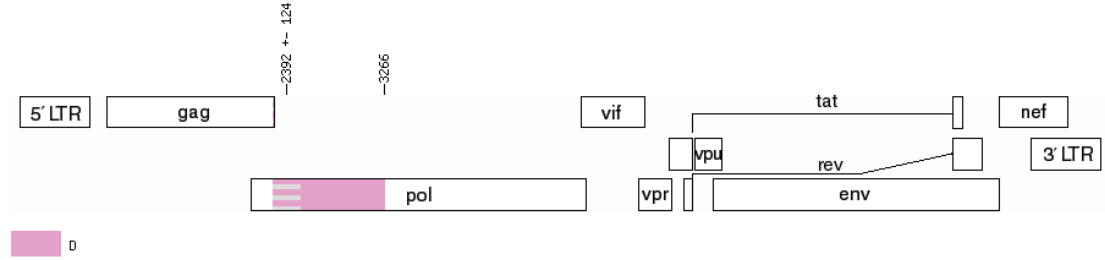 2392 +- 124
3266
5´ LTR
gag
vif
tat
nef
vpu
rev
3´ LTR
pol
vpr
env
D